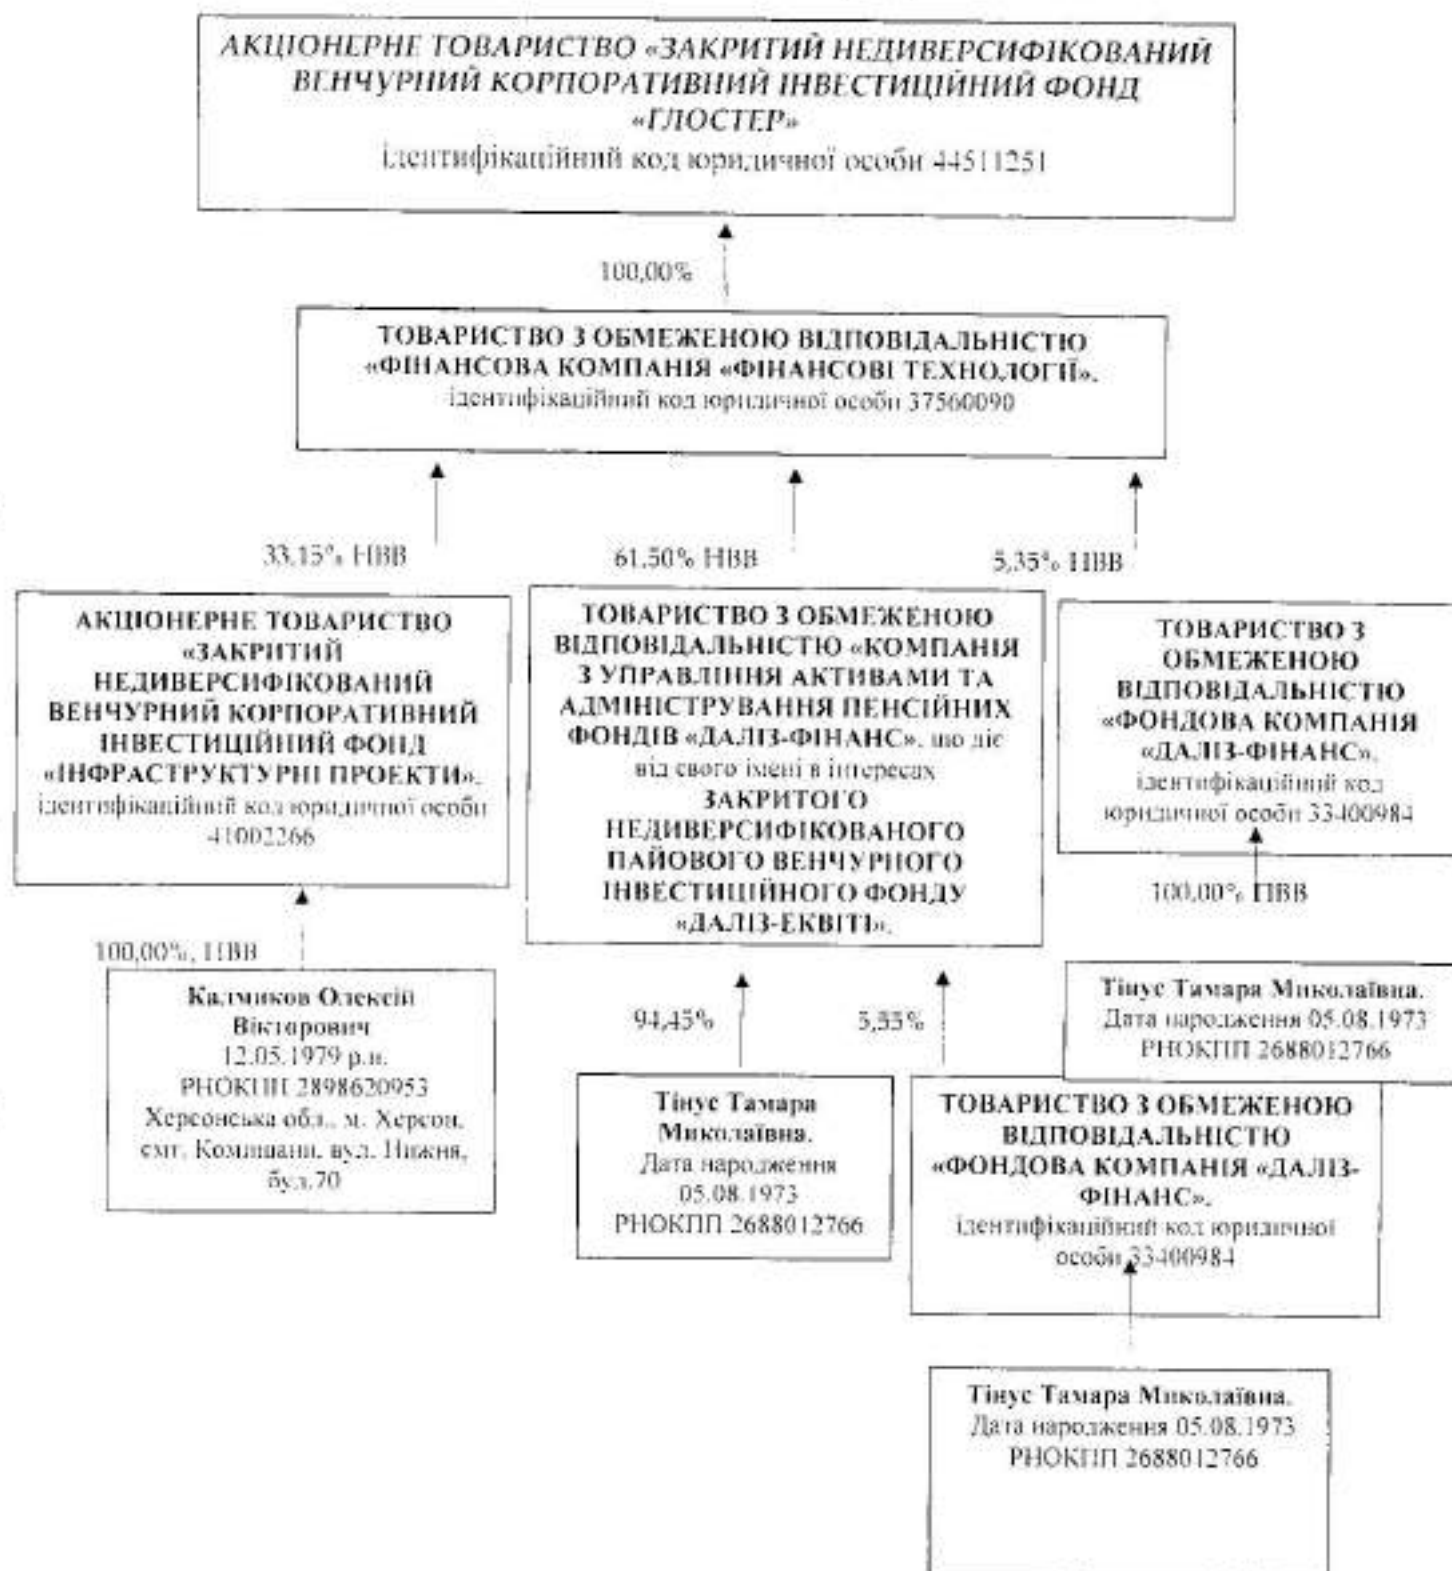 АКЦІОНЕРНЕ ТОВАРИСТВО «ЗАКРИТИЙ НЕДИВЕРСИФІКОВАНИЙ
ВЕНЧУРНИЙ КОРПОРАТИВНИЙ ІНВЕСТИЦІЙНИЙ ФОНД
«ГЛОСТЕР»
ідентифікаційний код юридичної особи 44511251
100,00%
ТОВАРИСТВО З ОБМЕЖЕНОЮ ВІДПОВІДАЛЬНІСТЮ
«ФІНАНСОВА КОМПАНІЯ «ФІНАНСОВІ ТЕХНОЛОГІЇ».
ідентифікаційний код юридичної особи 37560090
33,15% НВВ
61,50% НВВ
5,35% НВВ
АКЦІОНЕРНЕ ТОВАРИСТВО
«ЗАКРИТИЙ
НЕДИВЕРСИФІКОВАНИЙ
ВЕНЧУРНИЙ КОРПОРАТИВНИЙ
ІНВЕСТИЦІЙНИЙ ФОНД
«ІНФРАСТРУКТУРНІ ПРОЕКТИ».
ідентифікаційний код юридичної особи
41002266
ТОВАРИСТВО З ОБМЕЖЕНОЮ
ВІДПОВІДАЛЬНІСТЮ «КОМПАНІЯ
З УПРАВЛІННЯ АКТИВАМИ ТА
АДМІНІСТРУВАННЯ ПЕНСІЙНИХ
ФОНДІВ «ДАЛІЗ-ФІНАНС», що діє
від свого імені в інтересах
ЗАКРИТОГО
НЕДИВЕРСИФІКОВАНОГО
ПАЙОВОГО ВЕНЧУРНОГО
ІНВЕСТИЦІЙНОГО ФОНДУ
«ДАЛІЗ-ЕКВІТІ».
ТОВАРИСТВО З
ОБМЕЖЕНОЮ
ВІДПОВІДАЛЬНІСТЮ
«ФОНДОВА КОМПАНІЯ
«ДАЛІЗ-ФІНАНС».
ідентифікаційний код
юридичної особи 33400984
100,00% ПВВ
100,00%, НВВ
Калмиков Олексій
Вікторович
12.05.1979 р.н.
РНОКПП 2898620953
Херсонська обл., м. Херсон,
смт. Комишани, вул. Нижня,
буд.70
94,45%
5,55%
Тінус Тамара Миколаївна.
Дата народження 05.08.1973
РНОКПП 2688012766
Тінус Тамара
Миколаївна.
Дата народження
05.08.1973
РНОКПП 2688012766
ТОВАРИСТВО З ОБМЕЖЕНОЮ
ВІДПОВІДАЛЬНІСТЮ
«ФОНДОВА КОМПАНІЯ «ДАЛІЗ-
ФІНАНС».
ідентифікаційний код юридичної
особи 33400984
Тінус Тамара Миколаївна.
Дата народження 05.08.1973
РНОКПП 2688012766